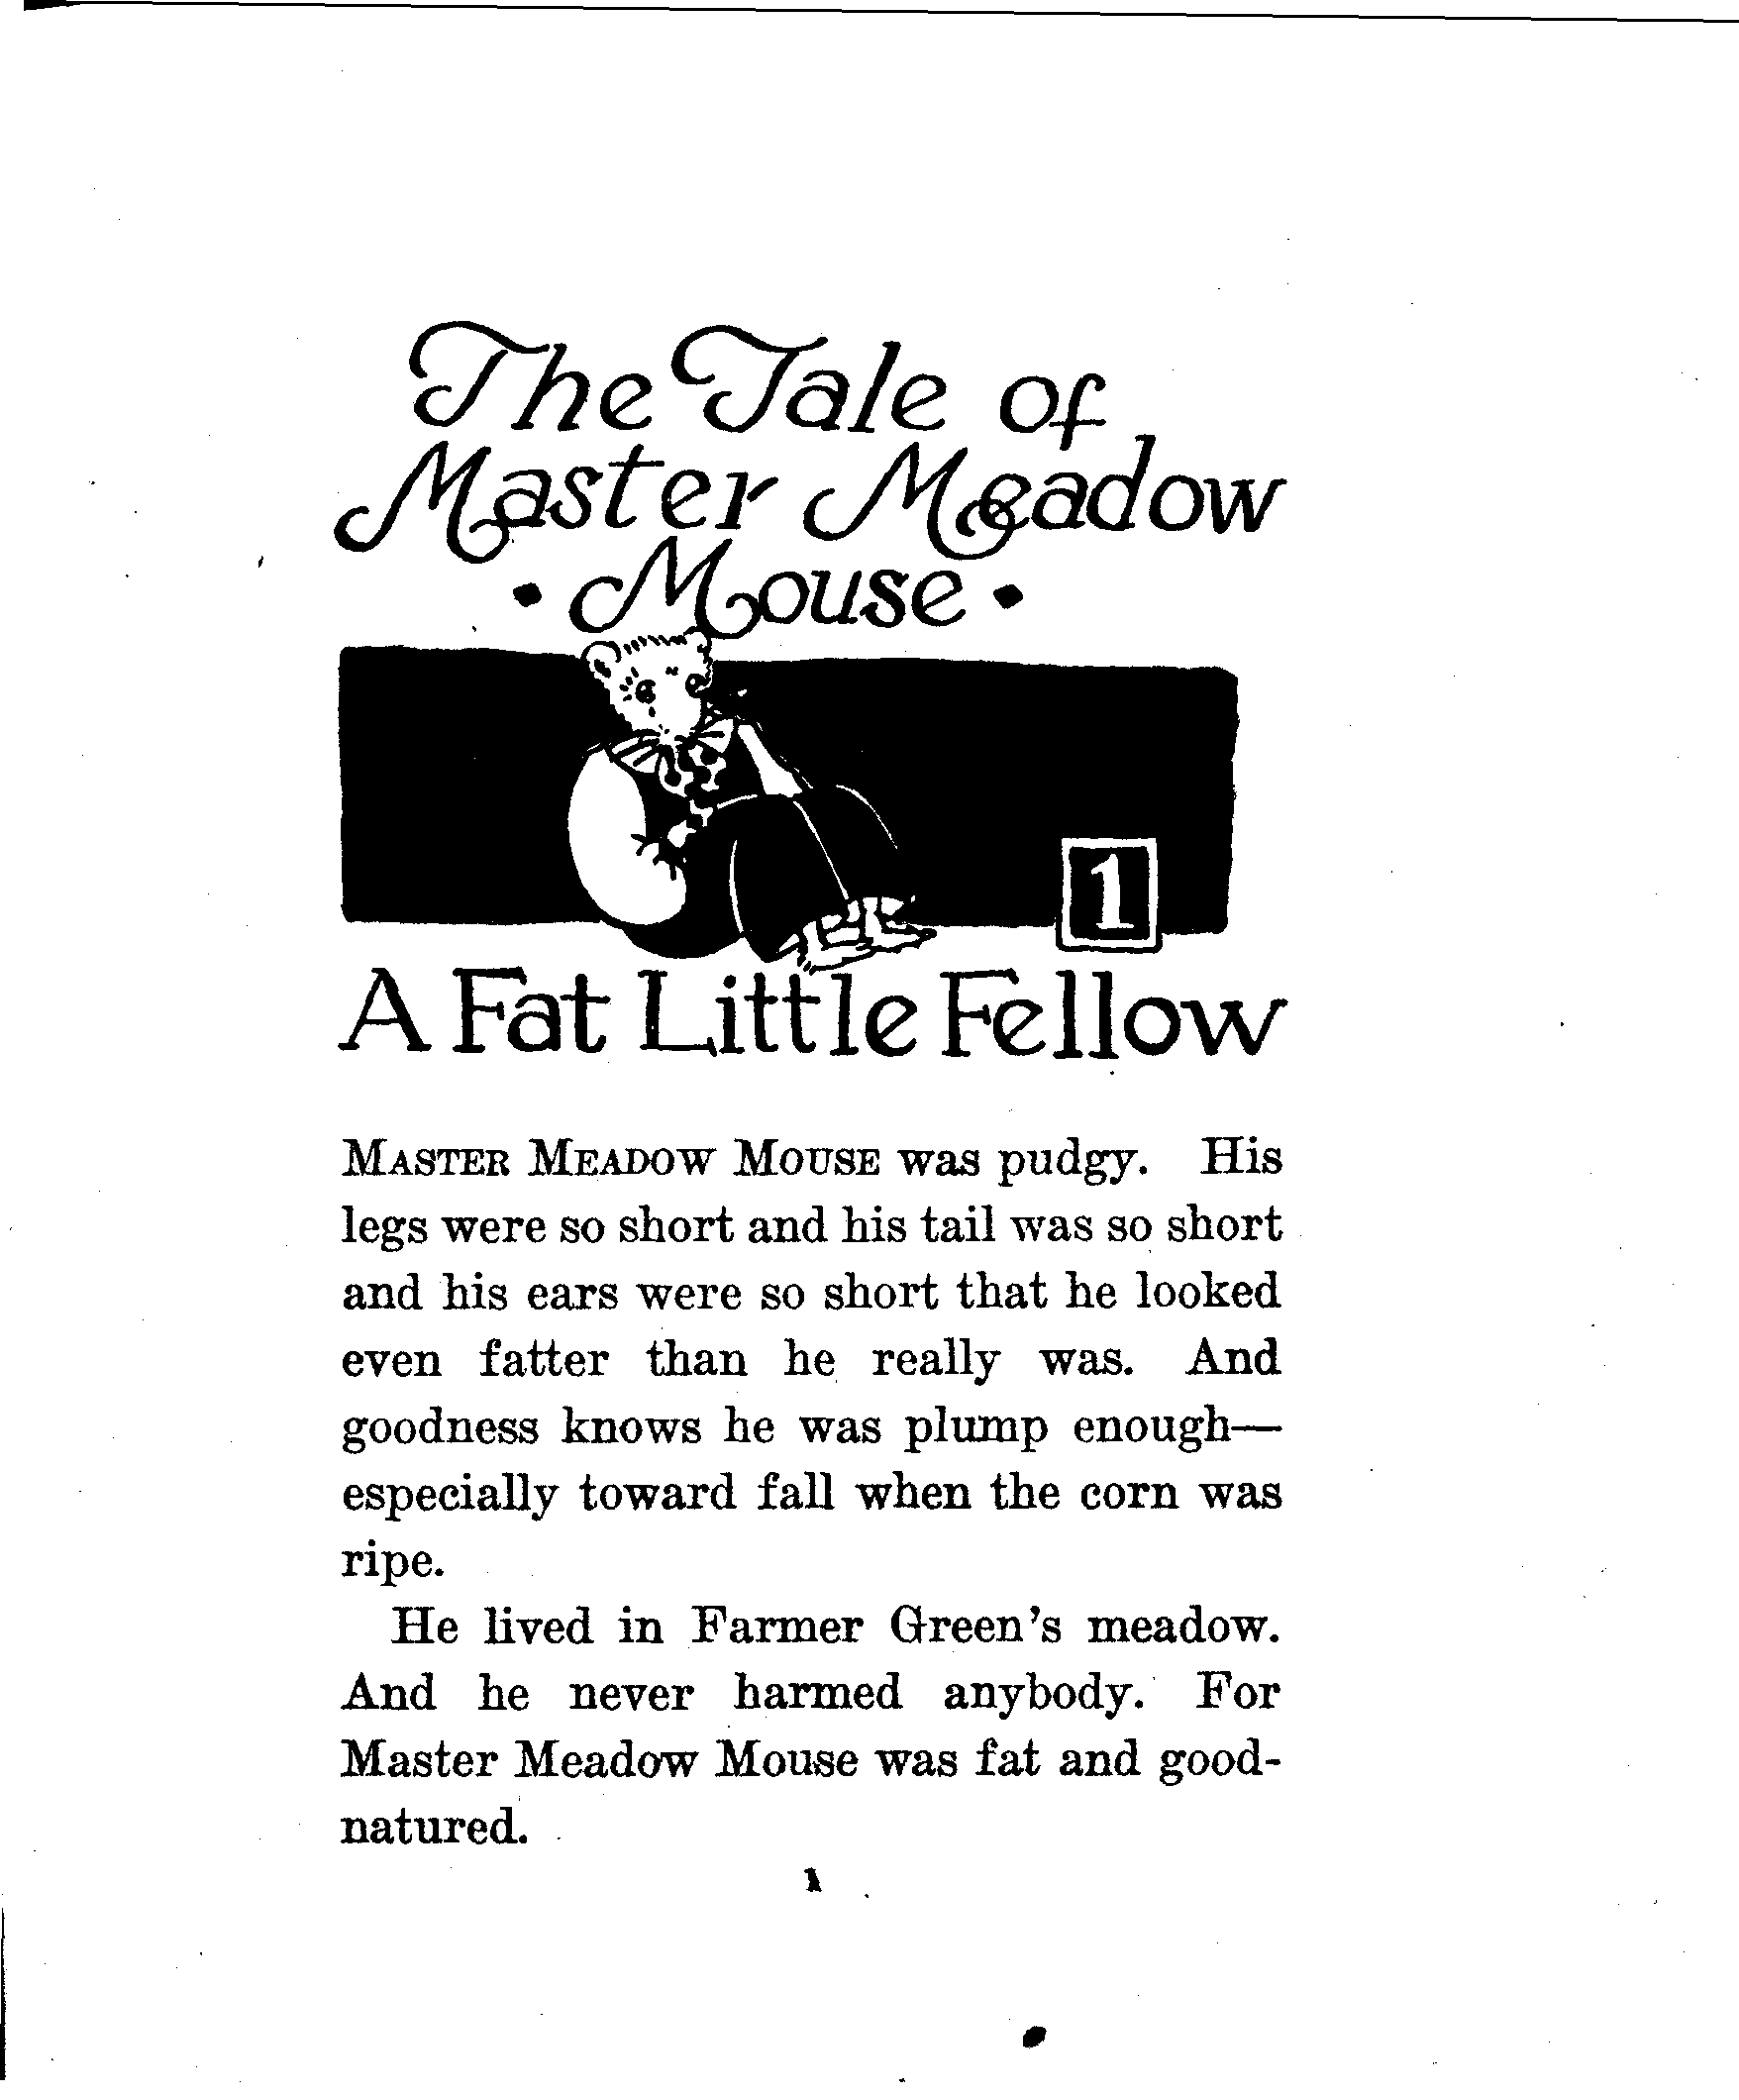 The Tale of
Master Meadow
• Mouse •
1
A Fat Little Fellow
MASTER MEADOW MOUSE was pudgy. His
legs were so short and his tail was so short
and his ears were so short that he looked
even fatter than he really was. And
goodness knows he was plump enough—
especially toward fall when the corn was
ripe.
He lived in Farmer Green's meadow.
And he never harmed anybody. For
Master Meadow Mouse was fat and good-
natured.
1